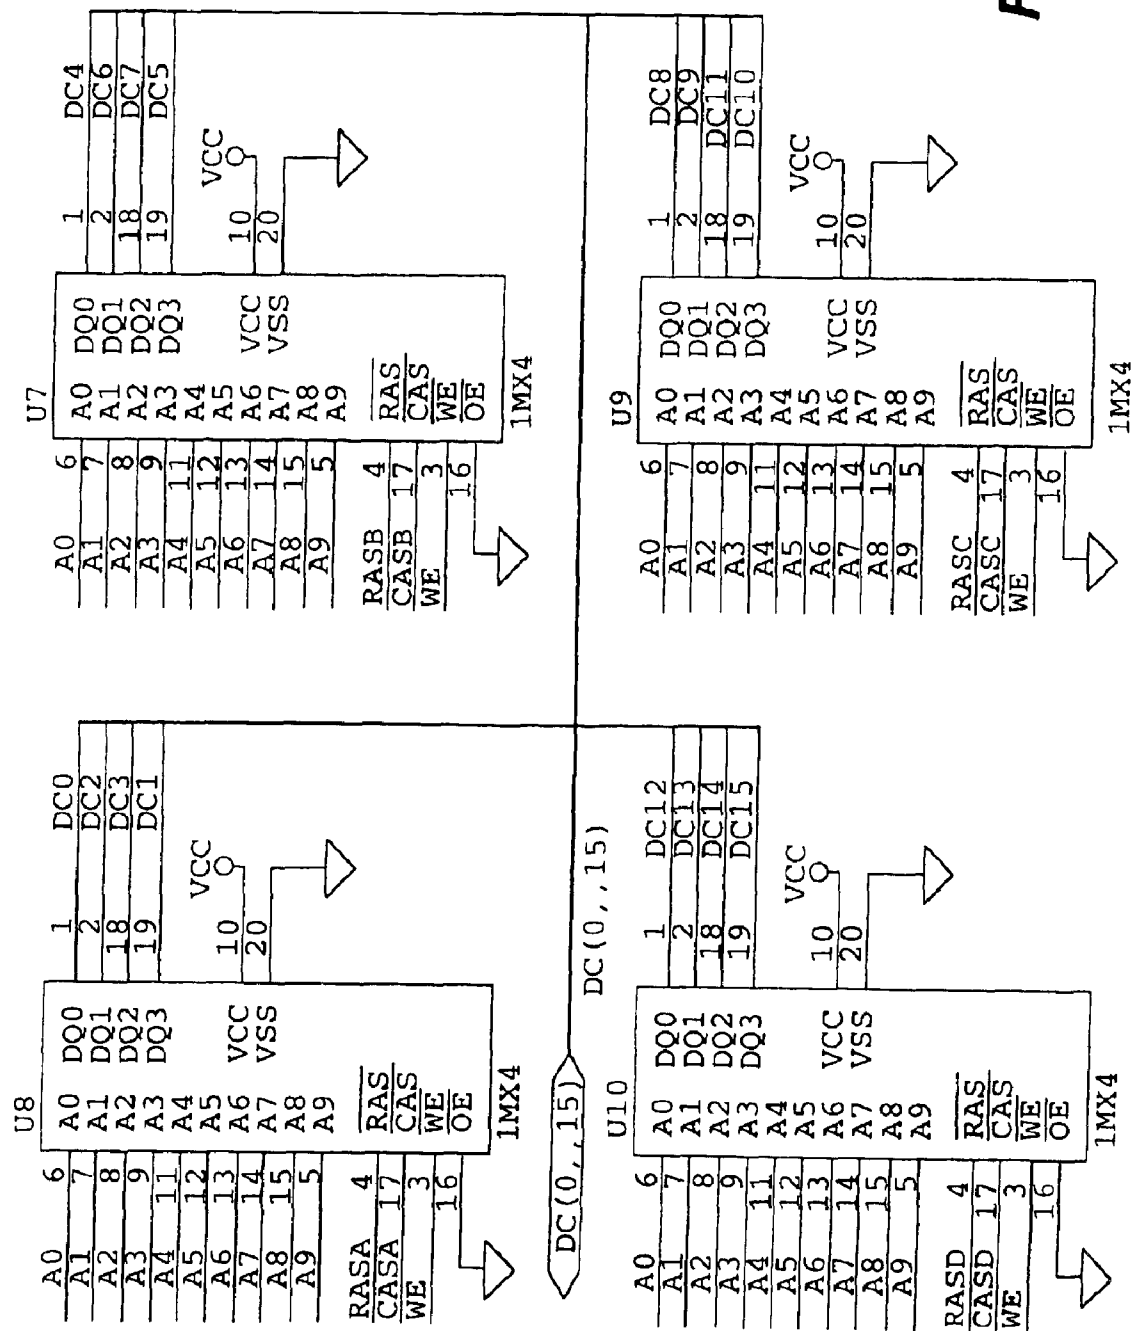 U8
A0 6 A0 DQ0 1 DC0
A1 7 A1 DQ1 2 DC2
A2 8 A2 DQ2 18 DC3
A3 9 A3 DQ3 19 DC1
A4 11 A4
A5 12 A5
A6 13 A6 VCC 10 VCC
A7 14 A7 VSS 20
A8 15 A8
A9 5 A9
RASA 4 RAS
CASA 17 CAS
WE 3 WE
16 OE
1MX4
U7
A0 6 A0 DQ0 1 DC4
A1 7 A1 DQ1 2 DC6
A2 8 A2 DQ2 18 DC7
A3 9 A3 DQ3 19 DC5
A4 11 A4
A5 12 A5
A6 13 A6 VCC 10 VCC
A7 14 A7 VSS 20
A8 15 A8
A9 5 A9
RASB 4 RAS
CASB 17 CAS
WE 3 WE
16 OE
1MX4
DC(0,,15)
DC(0,,15)
U10
A0 6 A0 DQ0 1 DC12
A1 7 A1 DQ1 2 DC13
A2 8 A2 DQ2 18 DC14
A3 9 A3 DQ3 19 DC15
A4 11 A4
A5 12 A5
A6 13 A6 VCC 10 VCC
A7 14 A7 VSS 20
A8 15 A8
A9 5 A9
RASD 4 RAS
CASD 17 CAS
WE 3 WE
16 OE
1MX4
U9
A0 6 A0 DQ0 1 DC8
A1 7 A1 DQ1 2 DC9
A2 8 A2 DQ2 18 DC11
A3 9 A3 DQ3 19 DC10
A4 11 A4
A5 12 A5
A6 13 A6 VCC 10 VCC
A7 14 A7 VSS 20
A8 15 A8
A9 5 A9
RASC 4 RAS
CASC 17 CAS
WE 3 WE
16 OE
1MX4